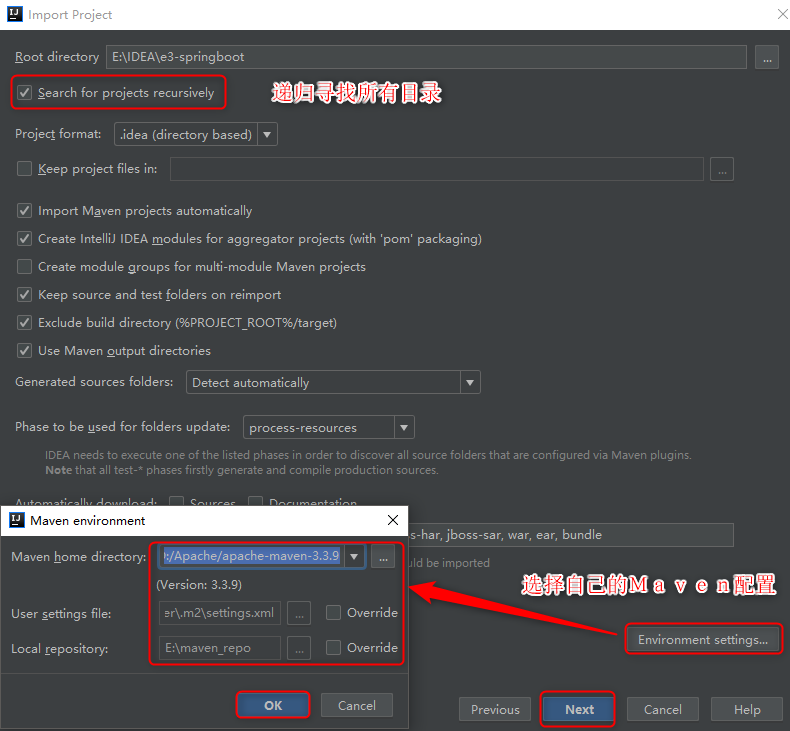 Import Project
Root directory E:\IDEA\e3-springboot ...
Search for projects recursively 递归寻找所有目录
Project format: .idea (directory based)
Keep project files in: ...
Import Maven projects automatically
Create IntelliJ IDEA modules for aggregator projects (with 'pom' packaging)
Create module groups for multi-module Maven projects
Keep source and test folders on reimport
Exclude build directory (%PROJECT_ROOT%/target)
Use Maven output directories
Generated sources folders: Detect automatically
Phase to be used for folders update: process-resources
IDEA needs to execute one of the listed phases in order to discover all source folders that are configured via Maven plugins.
Note that all test-* phases firstly generate and compile production sources.
Automatically download: Sources Documentation
s-har, jboss-sar, war, ear, bundle
uld be imported
选择自己的Ｍａｖｅｎ配置
Environment settings...
Maven environment
Maven home directory: :/Apache/apache-maven-3.3.9 ...
(Version: 3.3.9)
User settings file: er\.m2\settings.xml ... Override
Local repository: E:\maven_repo ... Override
OK Cancel
Previous Next Cancel Help